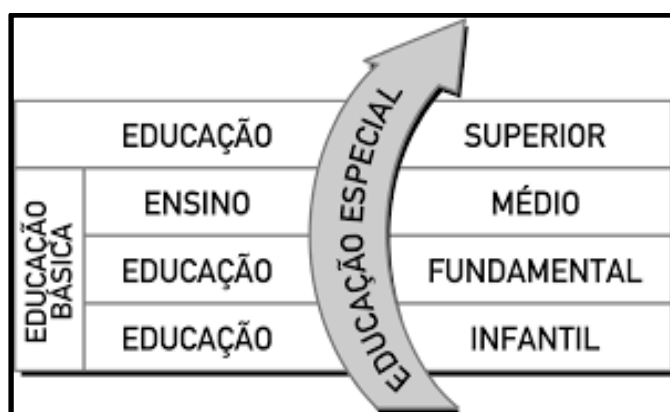 EDUCAÇÃO SUPERIOR
EDUCAÇÃO
BÁSICA
ENSINO MÉDIO
EDUCAÇÃO FUNDAMENTAL
EDUCAÇÃO INFANTIL
EDUCAÇÃO ESPECIAL